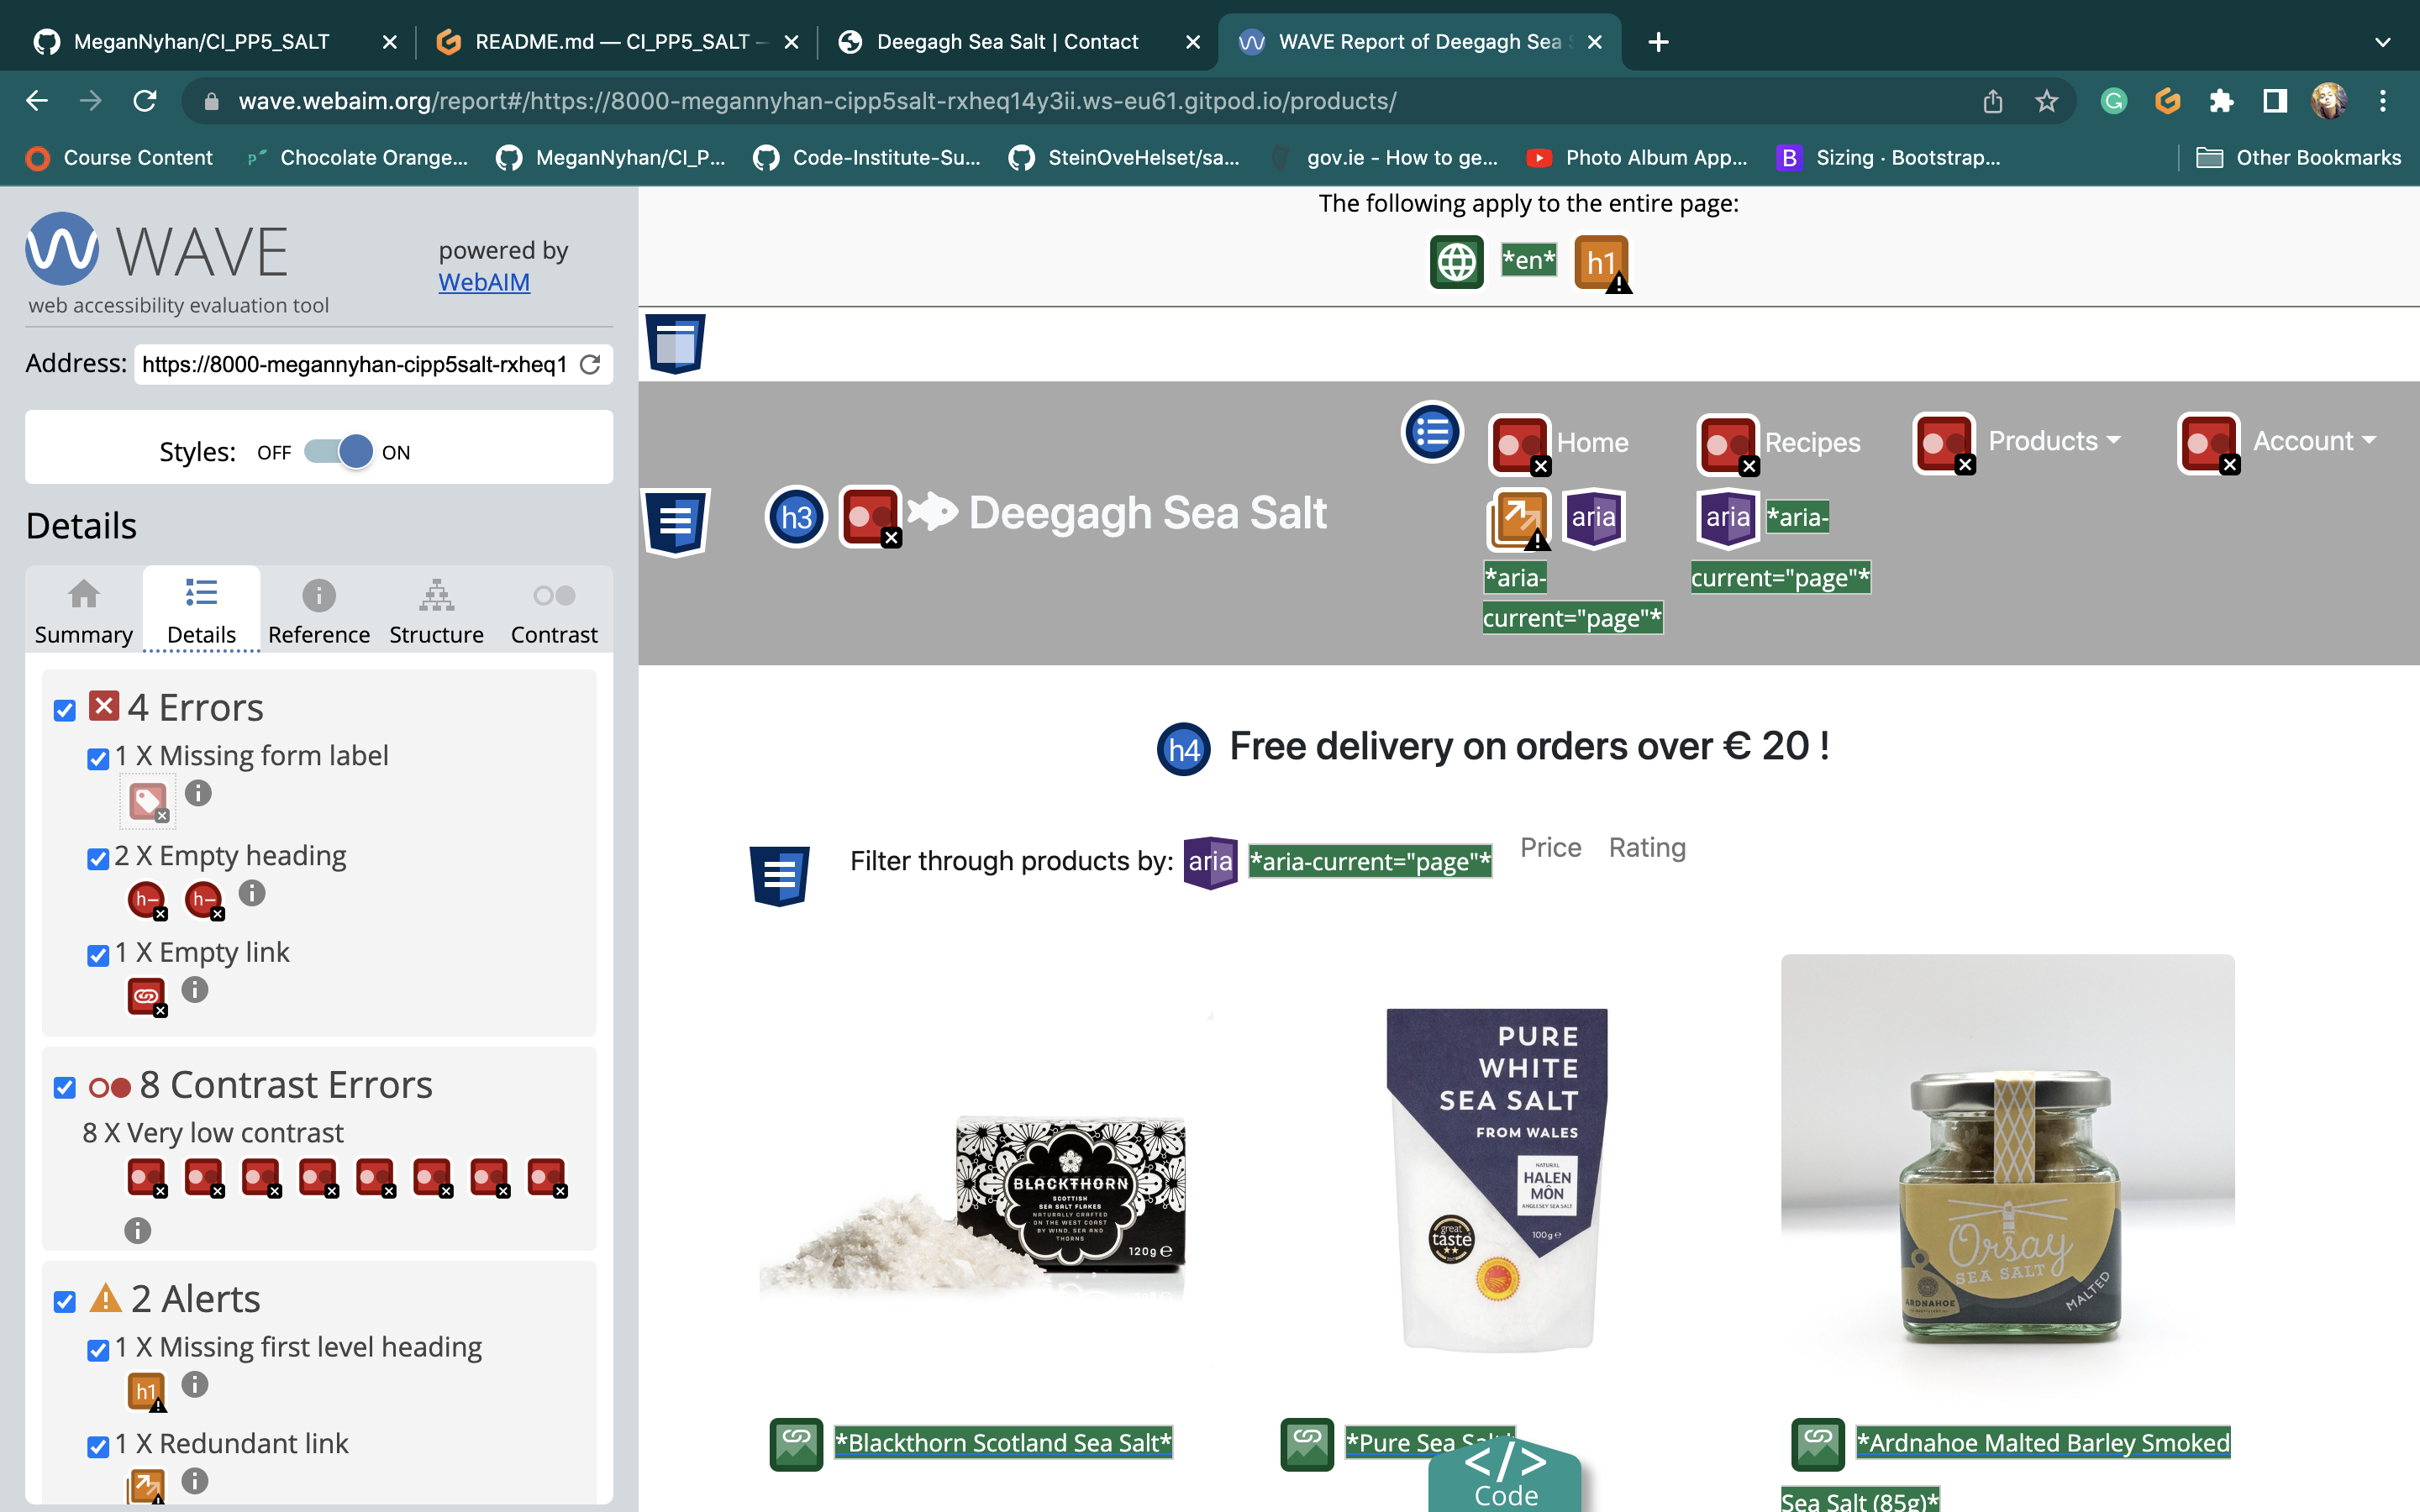 MeganNyhan/CI_PP5_SALT
README.md — CI_PP5_SALT –
Deegagh Sea Salt | Contact
WAVE Report of Deegagh Sea S
wave.webaim.org/report#/https://8000-megannyhan-cipp5salt-rxheq14y3ii.ws-eu61.gitpod.io/products/
Course Content
Chocolate Orange...
MeganNyhan/CI_P...
Code-Institute-Su...
SteinOveHelset/sa...
gov.ie - How to ge...
Photo Album App...
B Sizing · Bootstrap...
Other Bookmarks
WAVE
web accessibility evaluation tool
powered by
WebAIM
Address: https://8000-megannyhan-cipp5salt-rxheq1
Styles: OFF ON
Details
Summary Details Reference Structure Contrast
4 Errors
1 X Missing form label
2 X Empty heading
h– h–
1 X Empty link
8 Contrast Errors
8 X Very low contrast
2 Alerts
1 X Missing first level heading
h1
1 X Redundant link
The following apply to the entire page:
*en* h1
Home Recipes Products Account
h3 Deegagh Sea Salt
aria aria *aria-
*aria- current="page"*
current="page"*
h4 Free delivery on orders over € 20 !
Filter through products by: aria *aria-current="page"* Price Rating
BLACKTHORN
SCOTTISH
SEA SALT FLAKES
NATURALLY CRAFTED
ON THE WEST COAST
BY WIND, SEA AND
THORNS
120g e
PURE
WHITE
SEA SALT
FROM WALES
NATURAL
HALEN
MÔN
ANGLESEY SEA SALT
great
taste
100g e
Orsay
SEA SALT
MALTED
ARDNAHOE
*Blackthorn Scotland Sea Salt*
*Pure Sea Salt*
*Ardnahoe Malted Barley Smoked
Sea Salt (85g)*
</>
Code